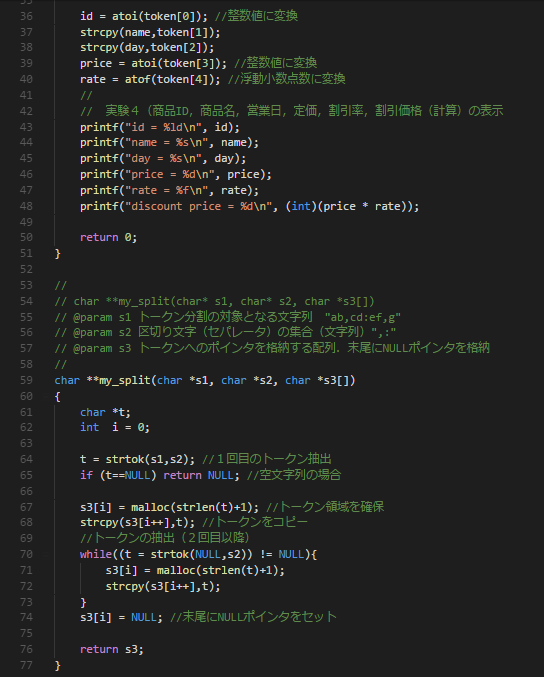 36 id = atoi(token[0]); //整数値に変換
37 strcpy(name,token[1]);
38 strcpy(day,token[2]);
39 price = atoi(token[3]); //整数値に変換
40 rate = atof(token[4]); //浮動小数点数に変換
41 //
42 // 実験４（商品ID，商品名，営業日，定価，割引率，割引価格（計算）の表示
43 printf("id = %ld\n", id);
44 printf("name = %s\n", name);
45 printf("day = %s\n", day);
46 printf("price = %d\n", price);
47 printf("rate = %f\n", rate);
48 printf("discount price = %d\n", (int)(price * rate));
49
50 return 0;
51 }
52
53 //
54 // char **my_split(char* s1, char* s2, char *s3[])
55 // @param s1 トークン分割の対象となる文字列 "ab,cd:ef,g"
56 // @param s2 区切り文字（セパレータ）の集合（文字列）",:"
57 // @param s3 トークンへのポインタを格納する配列．末尾にNULLポインタを格納
58 //
59 char **my_split(char *s1, char *s2, char *s3[])
60 {
61 char *t;
62 int i = 0;
63
64 t = strtok(s1,s2); //１回目のトークン抽出
65 if (t==NULL) return NULL; //空文字列の場合
66
67 s3[i] = malloc(strlen(t)+1); //トークン領域を確保
68 strcpy(s3[i++],t); //トークンをコピー
69 //トークンの抽出（２回目以降）
70 while((t = strtok(NULL,s2)) != NULL){
71 s3[i] = malloc(strlen(t)+1);
72 strcpy(s3[i++],t);
73 }
74 s3[i] = NULL; //末尾にNULLポインタをセット
75
76 return s3;
77 }